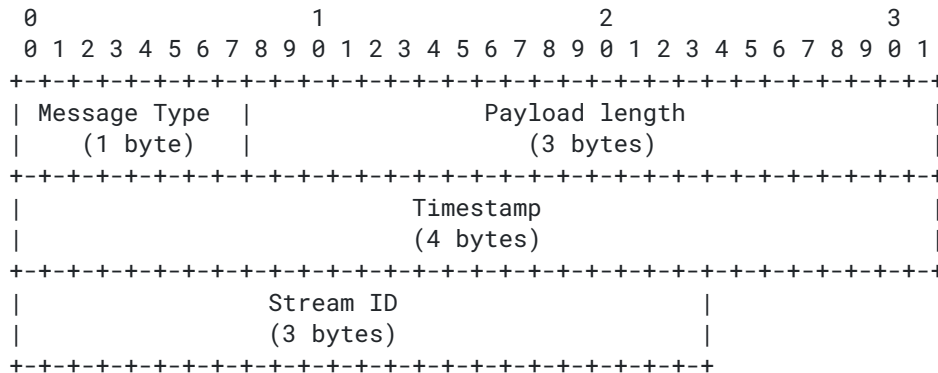 0                   1                   2                   3
 0 1 2 3 4 5 6 7 8 9 0 1 2 3 4 5 6 7 8 9 0 1 2 3 4 5 6 7 8 9 0 1
+-+-+-+-+-+-+-+-+-+-+-+-+-+-+-+-+-+-+-+-+-+-+-+-+-+-+-+-+-+-+-+-+
| Message Type  |                Payload length                 |
|    (1 byte)   |                   (3 bytes)                   |
+-+-+-+-+-+-+-+-+-+-+-+-+-+-+-+-+-+-+-+-+-+-+-+-+-+-+-+-+-+-+-+-+
|                           Timestamp                           |
|                           (4 bytes)                           |
+-+-+-+-+-+-+-+-+-+-+-+-+-+-+-+-+-+-+-+-+-+-+-+-+-+-+-+-+-+-+-+-+
|                 Stream ID                     |
|                 (3 bytes)                     |
+-+-+-+-+-+-+-+-+-+-+-+-+-+-+-+-+-+-+-+-+-+-+-+-+